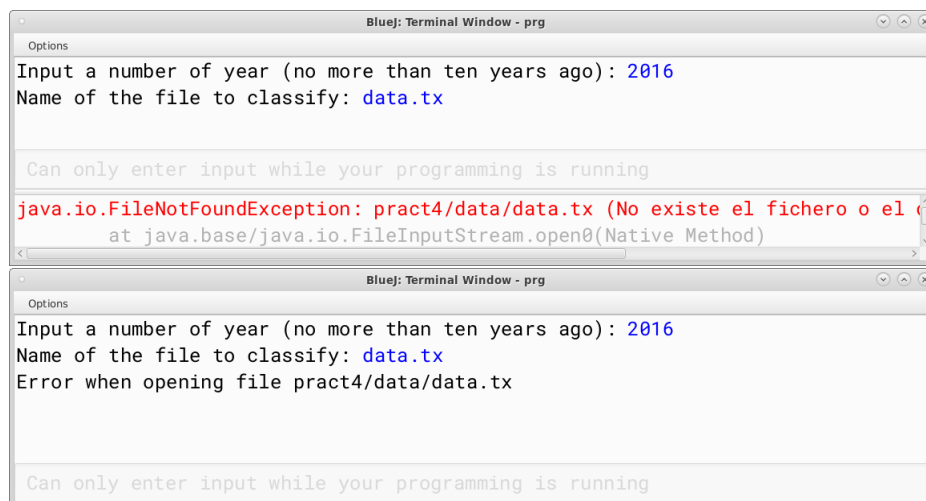 BlueJ: Terminal Window - prg
Options
Input a number of year (no more than ten years ago): 2016
Name of the file to classify: data.tx
Can only enter input while your programming is running
java.io.FileNotFoundException: pract4/data/data.tx (No existe el fichero o el
at java.base/java.io.FileInputStream.open0(Native Method)
BlueJ: Terminal Window - prg
Options
Input a number of year (no more than ten years ago): 2016
Name of the file to classify: data.tx
Error when opening file pract4/data/data.tx
Can only enter input while your programming is running